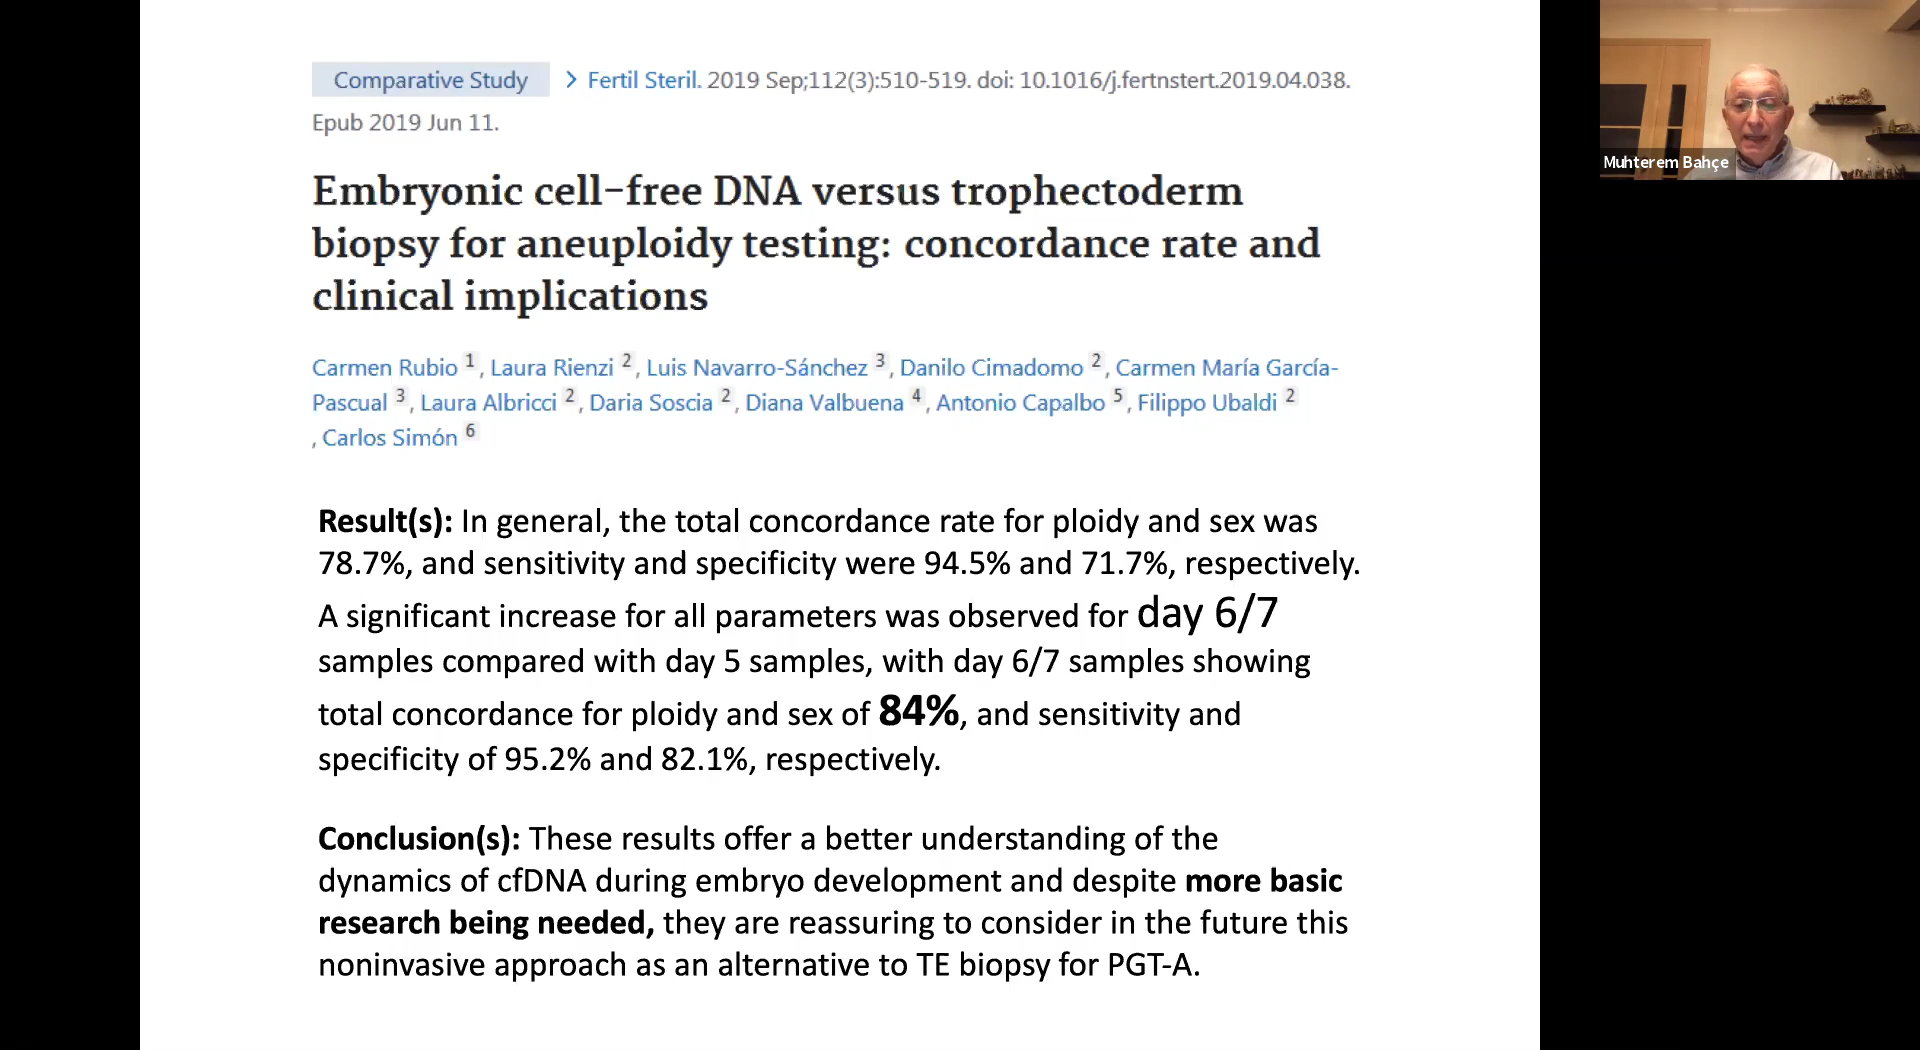 Comparative Study > Fertil Steril. 2019 Sep;112(3):510-519. doi: 10.1016/j.fertnstert.2019.04.038.
Epub 2019 Jun 11.
Embryonic cell-free DNA versus trophectoderm
biopsy for aneuploidy testing: concordance rate and
clinical implications
Carmen Rubio 1, Laura Rienzi 2, Luis Navarro-Sánchez 3, Danilo Cimadomo 2, Carmen María García-
Pascual 3, Laura Albricci 2, Daria Soscia 2, Diana Valbuena 4, Antonio Capalbo 5, Filippo Ubaldi 2
, Carlos Simón 6
Result(s): In general, the total concordance rate for ploidy and sex was
78.7%, and sensitivity and specificity were 94.5% and 71.7%, respectively.
A significant increase for all parameters was observed for day 6/7
samples compared with day 5 samples, with day 6/7 samples showing
total concordance for ploidy and sex of 84%, and sensitivity and
specificity of 95.2% and 82.1%, respectively.
Conclusion(s): These results offer a better understanding of the
dynamics of cfDNA during embryo development and despite more basic
research being needed, they are reassuring to consider in the future this
noninvasive approach as an alternative to TE biopsy for PGT-A.
Muhterem Bahçe